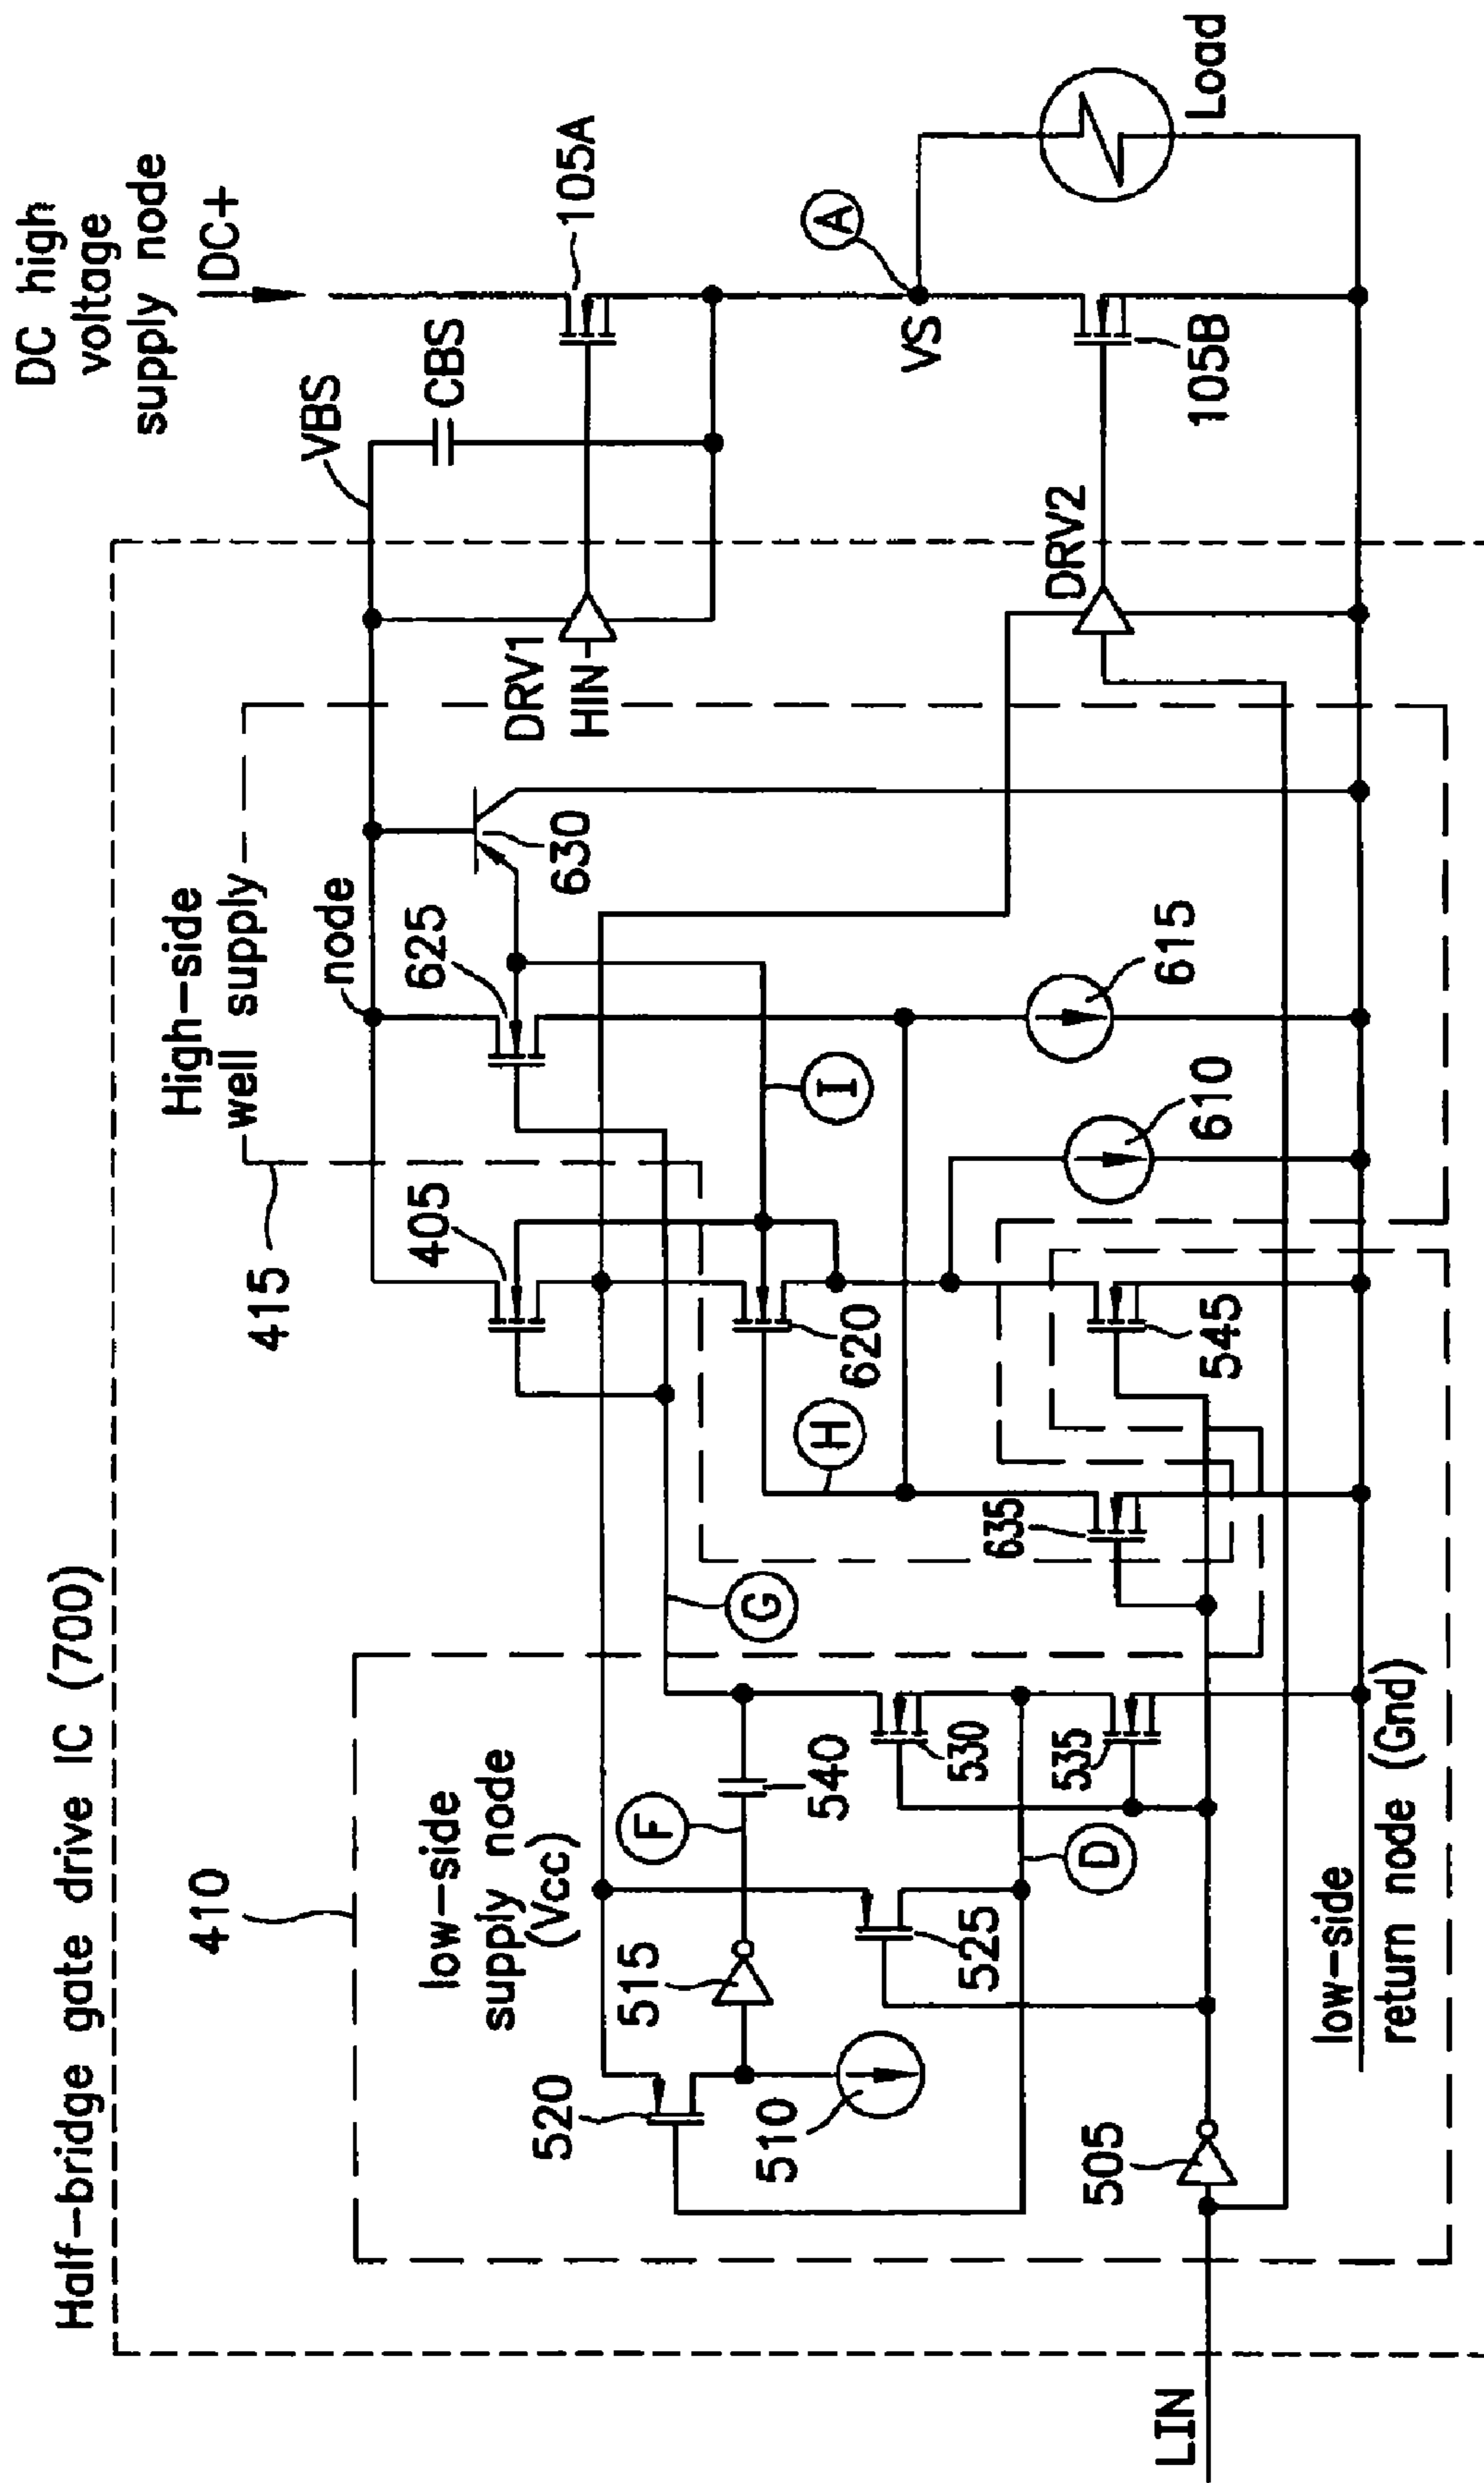 Half-bridge gate drive IC (700)
DC high
voltage
supply node
DC+
VBS
CBS
105A
High-side
well supply
node
415
410
405
625
630
DRV1
HIN
A
VS
Load
105B
DRV2
low-side
supply node
(Vcc)
G
I
H
F
D
520
515
510
540
525
530
535
620
635
545
610
615
505
LIN
low-side
return node (Gnd)